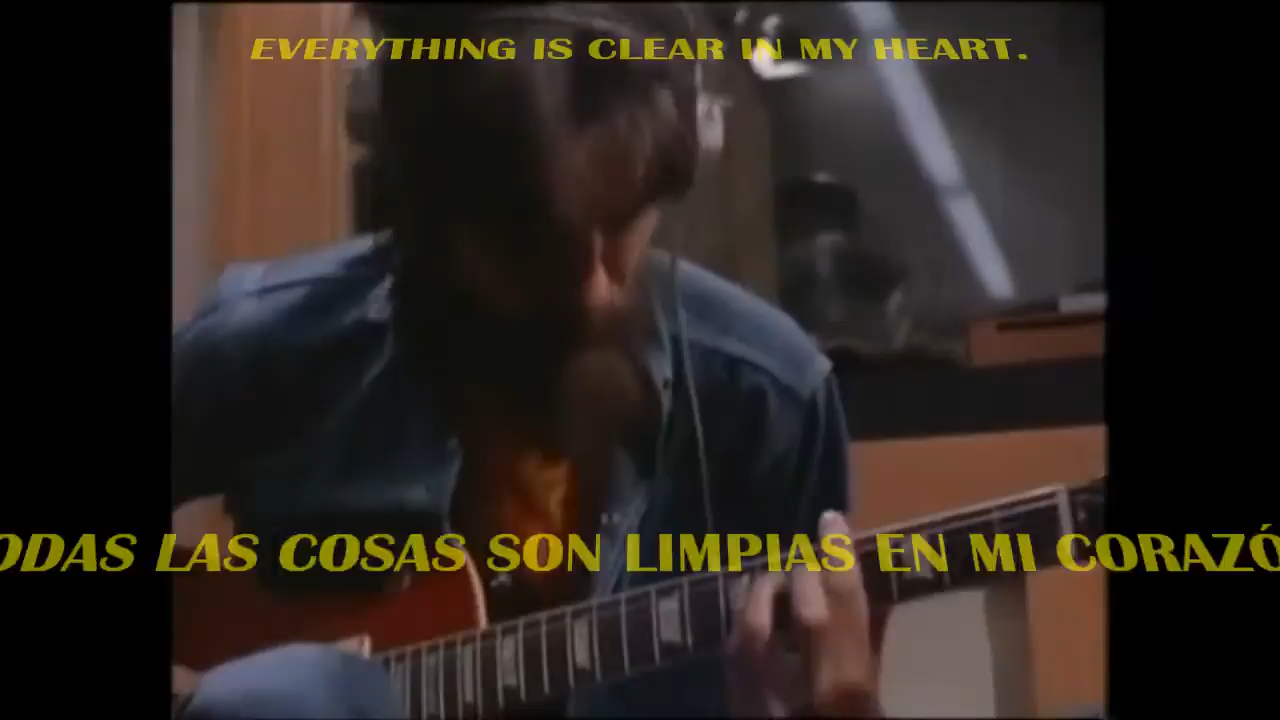 EVERYTHING IS CLEAR IN MY HEART.
ODAS LAS COSAS SON LIMPIAS EN MI CORAZÓ